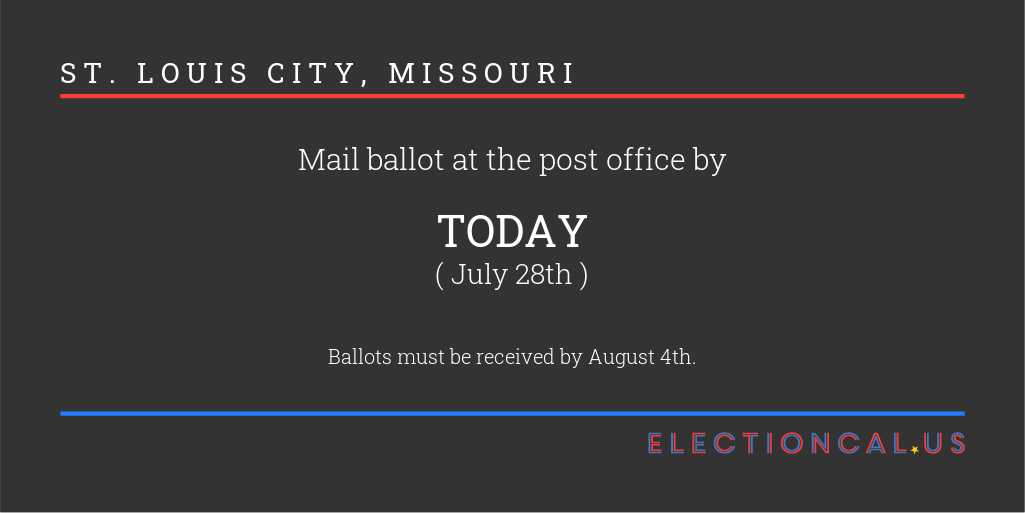 ST. LOUIS CITY, MISSOURI
Mail ballot at the post office by
TODAY
( July 28th )
Ballots must be received by August 4th.
ELECTIONCAL.US